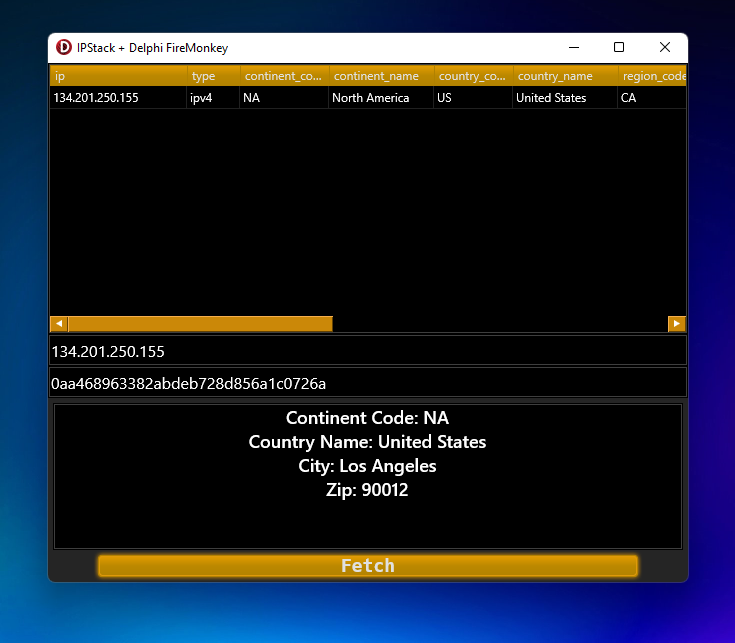 IPStack + Delphi FireMonkey
ip type continent_co... continent_name country_co... country_name region_code
134.201.250.155 ipv4 NA North America US United States CA
134.201.250.155
0aa468963382abdeb728d856a1c0726a
Continent Code: NA
Country Name: United States
City: Los Angeles
Zip: 90012
Fetch